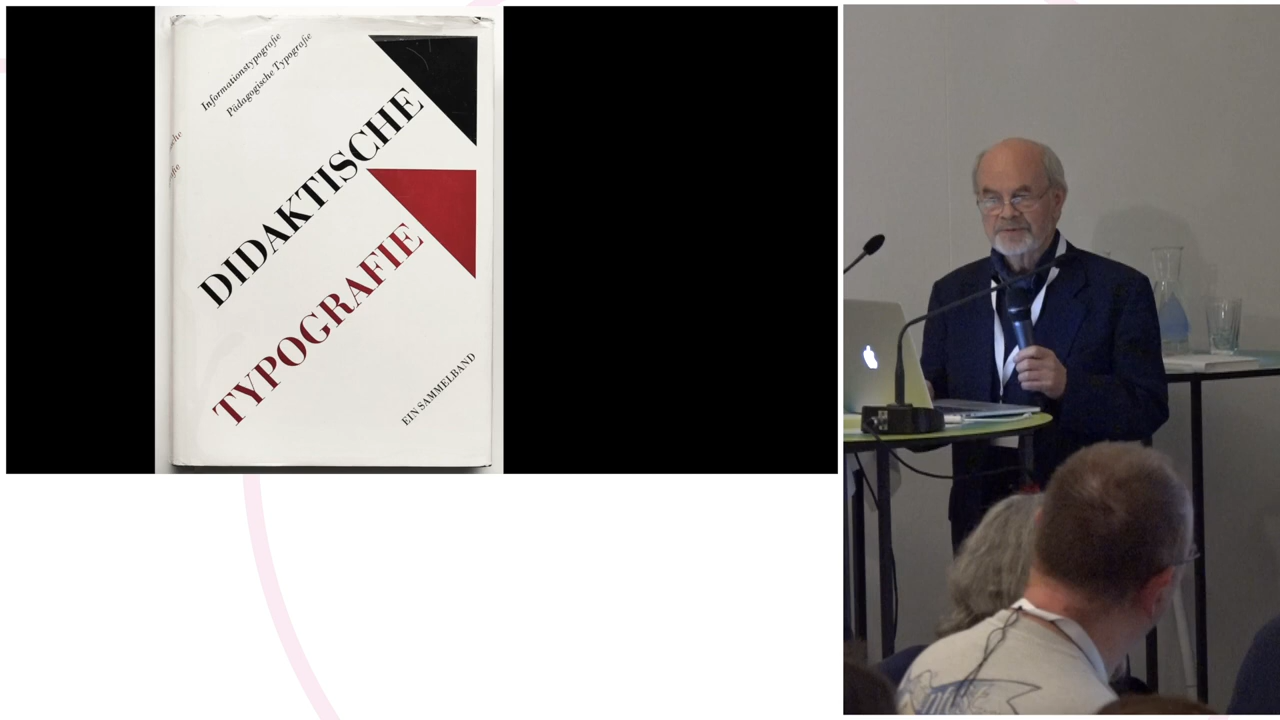 Informationstypografie
Pädagogische Typografie
DIDAKTISCHE
TYPOGRAFIE
EIN SAMMELBAND